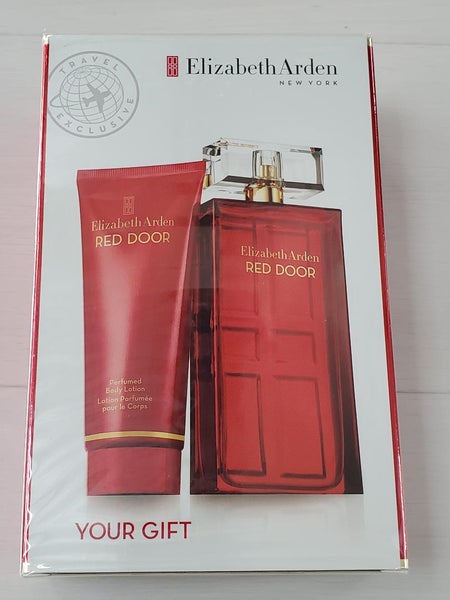 TRAVEL
EXCLUSIVE
Elizabeth Arden
NEW YORK
Elizabeth Arden
RED DOOR
Perfumed
Body Lotion
Lotion Parfumée
pour le Corps
Elizabeth Arden
RED DOOR
YOUR GIFT